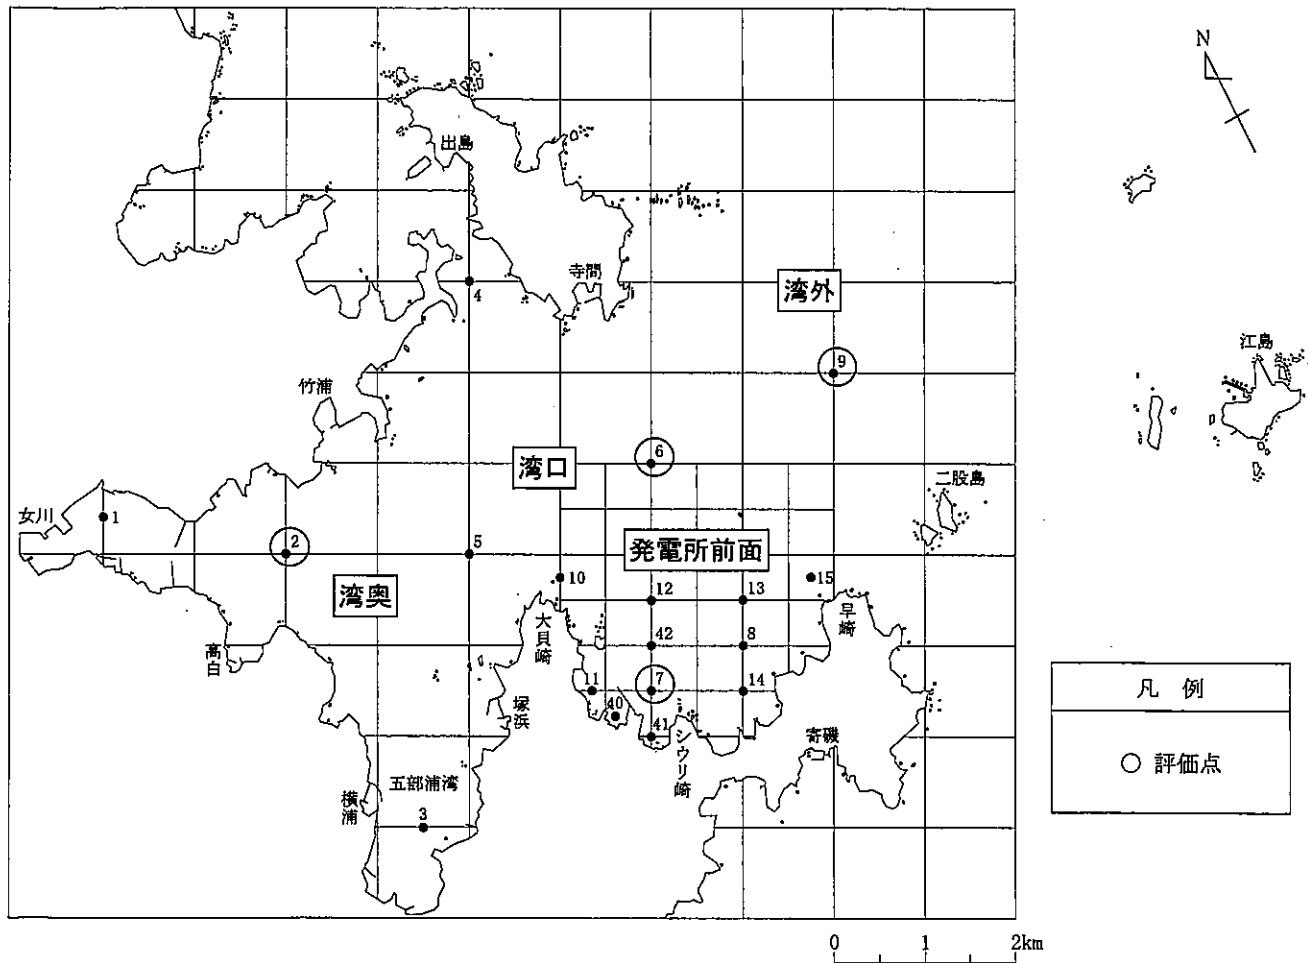 N
出島
寺間
4
湾外
江島
9
竹浦
湾口
6
二股島
女川
1
2
5
発電所前面
10
12
13
15
湾奥
大貝崎
早崎
高白
42
8
11
7
14
40
塚浜
41
シウリ崎
寄磯
五部浦湾
横浦
3
凡 例
○ 評価点
0 1 2km